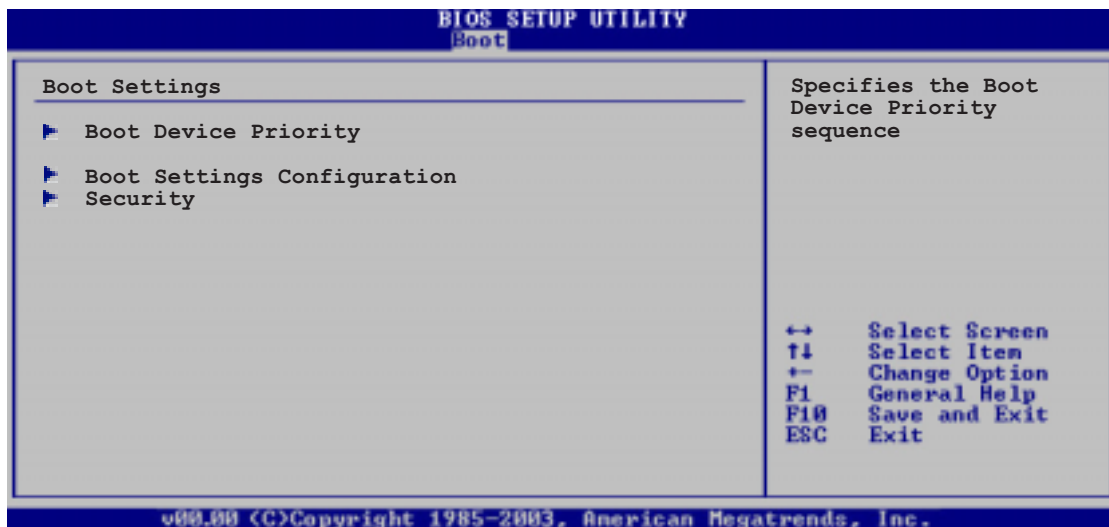 BIOS SETUP UTILITY
Boot
Boot Settings
Boot Device Priority
Boot Settings Configuration
Security
Specifies the Boot
Device Priority
sequence
↔ Select Screen
↑↓ Select Item
+- Change Option
F1 General Help
F10 Save and Exit
ESC Exit
v00.00 (C)Copyright 1985-2003, American Megatrends, Inc.